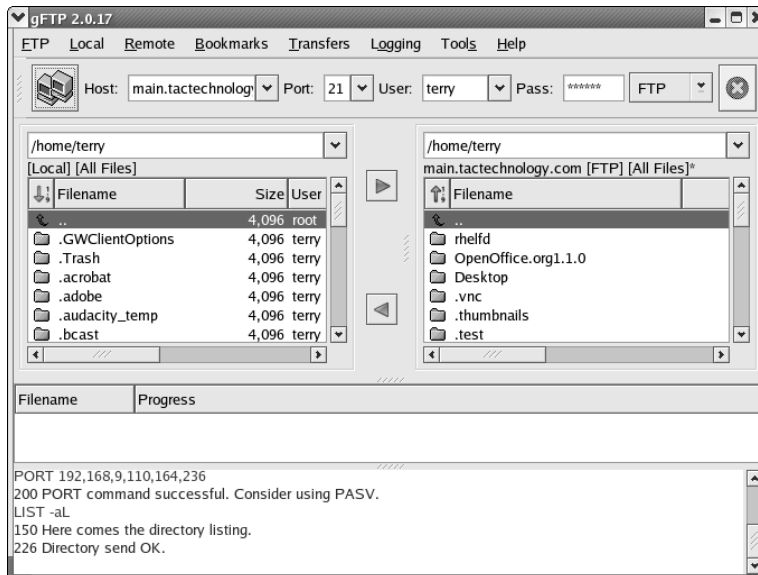 gFTP 2.0.17
FTP Local Remote Bookmarks Transfers Logging Tools Help
Host: main.tactechnolog Port: 21 User: terry Pass: ****** FTP
/home/terry
[Local] [All Files]
Filename Size User
.. 4,096 root
.GWClientOptions 4,096 terry
.Trash 4,096 terry
.acrobat 4,096 terry
.adobe 4,096 terry
.audacity_temp 4,096 terry
.bcast 4,096 terry
/home/terry
main.tactechnology.com [FTP] [All Files]*
Filename
..
rhelfd
OpenOffice.org1.1.0
Desktop
.vnc
.thumbnails
.test
Filename Progress
PORT 192,168,9,110,164,236
200 PORT command successful. Consider using PASV.
LIST -aL
150 Here comes the directory listing.
226 Directory send OK.